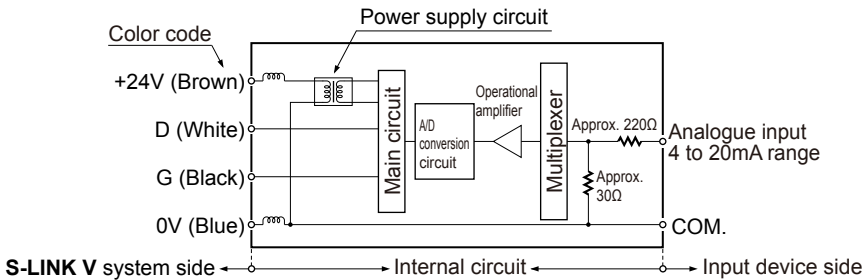 Power supply circuit
Color code
+24V (Brown)
D (White)
G (Black)
0V (Blue)
Main circuit
A/D
conversion
circuit
Operational
amplifier
Multiplexer
Approx. 220Ω
Approx.
30Ω
Analogue input
4 to 20mA range
COM.
S-LINK V system side
Internal circuit
Input device side